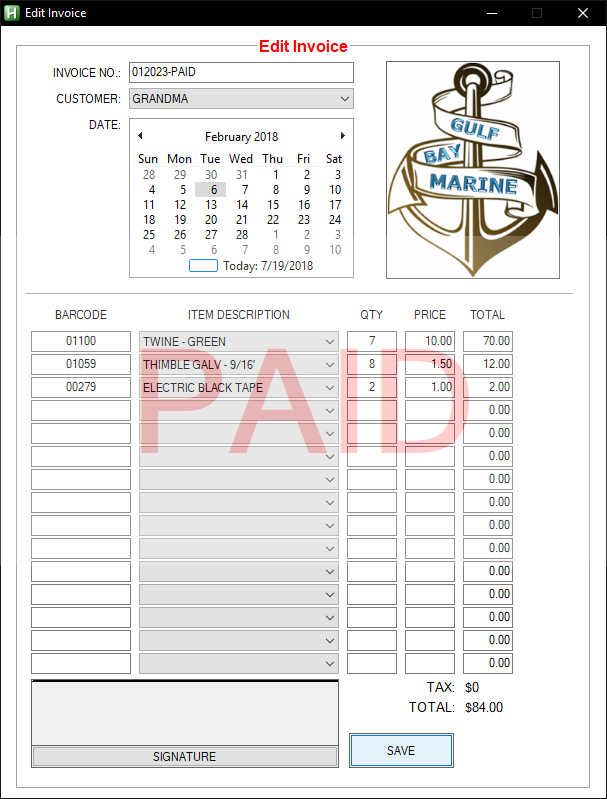 Edit Invoice
Edit Invoice
INVOICE NO.: 012023-PAID
CUSTOMER: GRANDMA
DATE:
February 2018
Sun Mon Tue Wed Thu Fri Sat
28 29 30 31 1 2 3
4 5 6 7 8 9 10
11 12 13 14 15 16 17
18 19 20 21 22 23 24
25 26 27 28 1 2 3
4 5 6 7 8 9 10
Today: 7/19/2018
GULF
BAY
MARINE
BARCODE ITEM DESCRIPTION QTY PRICE TOTAL
01100 TWINE - GREEN 7 10.00 70.00
01059 THIMBLE GALV - 9/16' 8 1.50 12.00
00279 ELECTRIC BLACK TAPE 2 1.00 2.00
0.00
0.00
0.00
0.00
0.00
0.00
0.00
0.00
0.00
0.00
0.00
0.00
PAID
TAX: $0
TOTAL: $84.00
SIGNATURE
SAVE